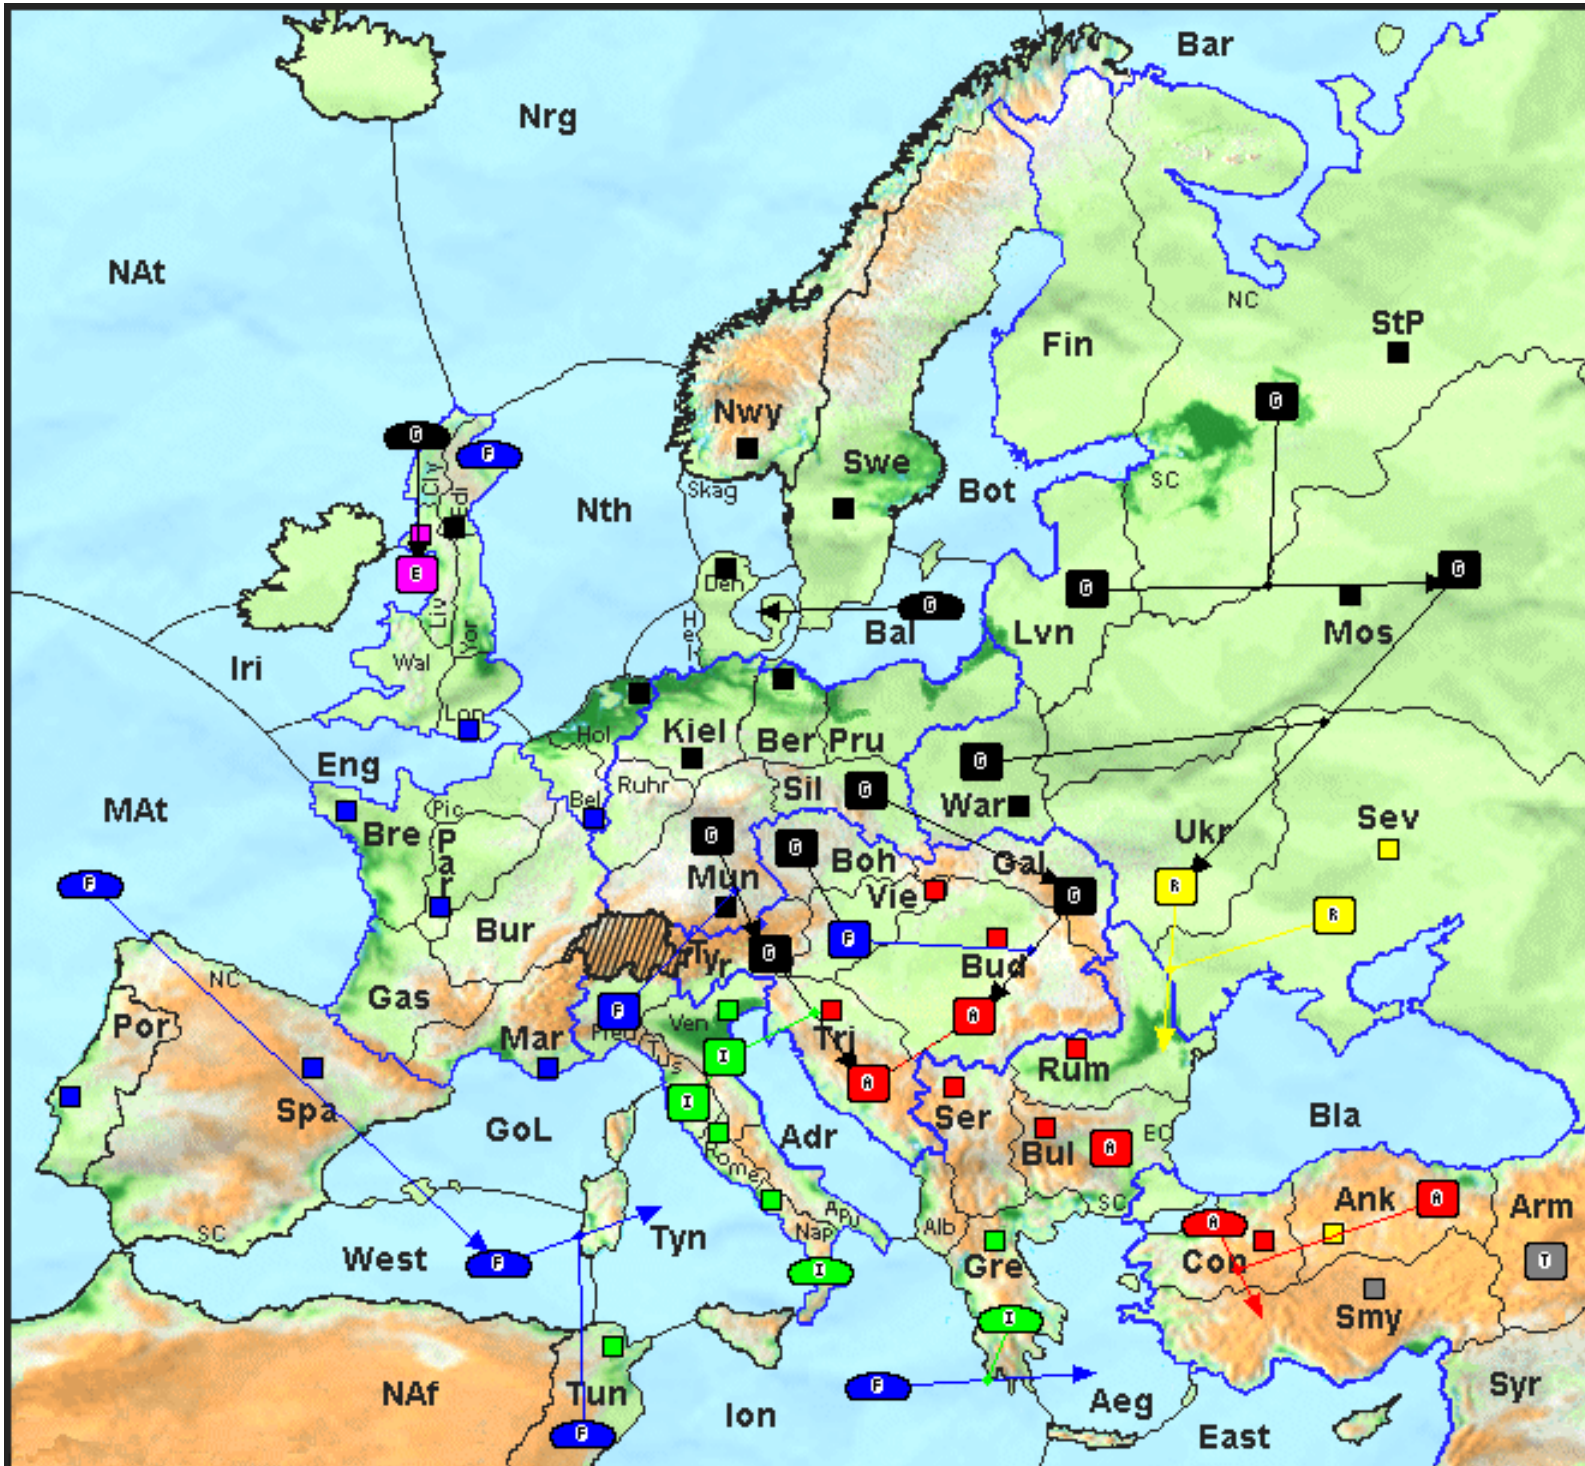 Bar
Nrg
NAt
NC
StP
Fin
Nwy
Swe
SC
Bot
Skag
Nth
G
F
Cly
Edi
G
G
G
E
Den
G
Hel
Bal
Lvn
Mos
Liv
Yor
Iri
Wal
Lon
Hol
Kiel
Ber
Pru
Eng
Ruhr
Sil
G
G
War
MAt
Pic
Bel
Bre
Par
G
G
Boh
Gal
Ukr
Sev
Mun
Vie
G
R
F
R
Bur
F
Tyr
G
Bud
NC
Gas
Por
F
Pied
Ven
Tri
A
Mar
Tus
I
Rum
Spa
I
A
Ser
GoL
Adr
Bla
Rome
Bul
A
EC
SC
Apu
Nap
Alb
SC
Ank
A
Arm
West
Tyn
A
Con
F
I
Gre
T
I
Smy
NAf
Tun
F
Aeg
Syr
Ion
F
East